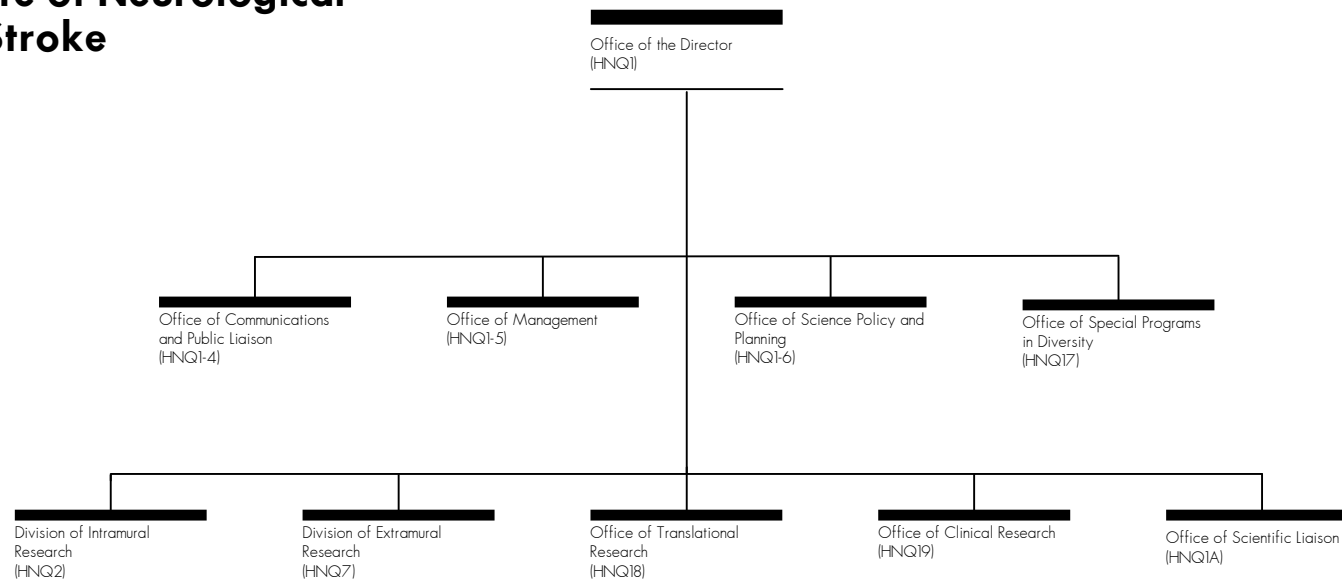 of Neurological
Stroke
Office of the Director
(HNQ1)
Office of Communications
and Public Liaison
(HNQ1-4)
Office of Management
(HNQ1-5)
Office of Science Policy and
Planning
(HNQ1-6)
Office of Special Programs
in Diversity
(HNQ17)
Division of Intramural
Research
(HNQ2)
Division of Extramural
Research
(HNQ7)
Office of Translational
Research
(HNQ18)
Office of Clinical Research
(HNQ19)
Office of Scientific Liaison
(HNQ1A)